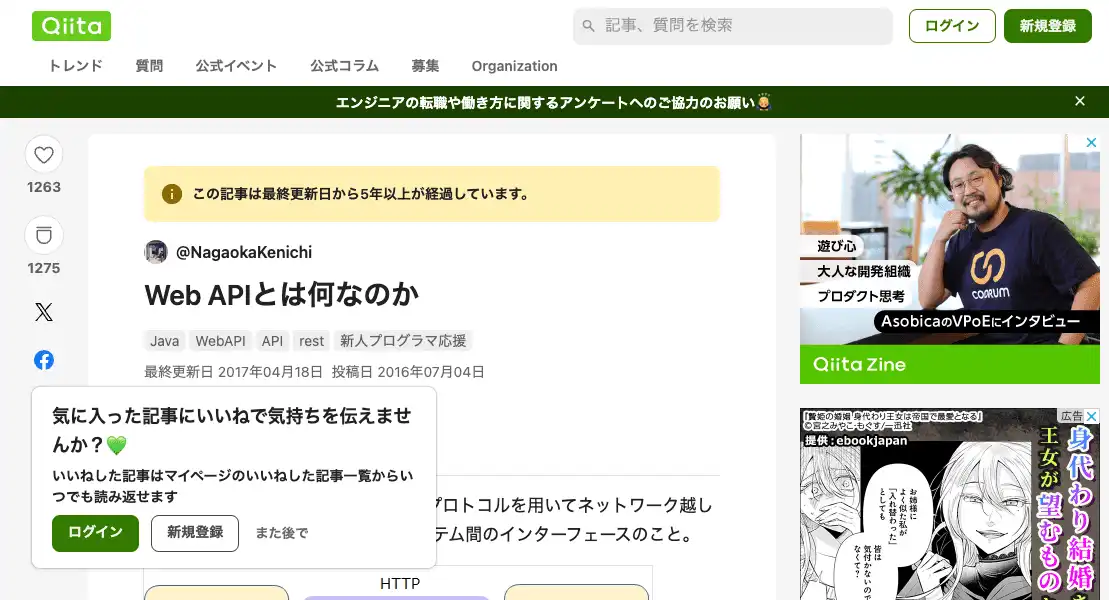 Qiita
記事、質問を検索
ログイン
新規登録
トレンド
質問
公式イベント
公式コラム
募集
Organization
エンジニアの転職や働き方に関するアンケートへのご協力のお願い
1263
1275
この記事は最終更新日から5年以上が経過しています。
@NagaokaKenichi
Web APIとは何なのか
Java
WebAPI
API
rest
新人プログラマ応援
最終更新日 2017年04月18日 投稿日 2016年07月04日
気に入った記事にいいねで気持ちを伝えませ
んか？💚
いいねした記事はマイページのいいねした記事一覧からい
つでも読み返せます
ログイン
新規登録
また後で
プロトコルを用いてネットワーク越し
テム間のインターフェースのこと。
HTTP
遊び心
大人な開発組織
プロダクト思考
COORUM
AsobicaのVPoEにインタビュー
Qiita Zine
広告
『贄姫の婚姻 身代わり王女は帝国で最愛となる』
©宮之みやこ・もぐす/一迅社
提供：ebookjapan
身代わり結婚
王女が望むもの
お姉様に
よく似た私が
「入れ替わった」
としても
皆は
気付かないの
なくて？